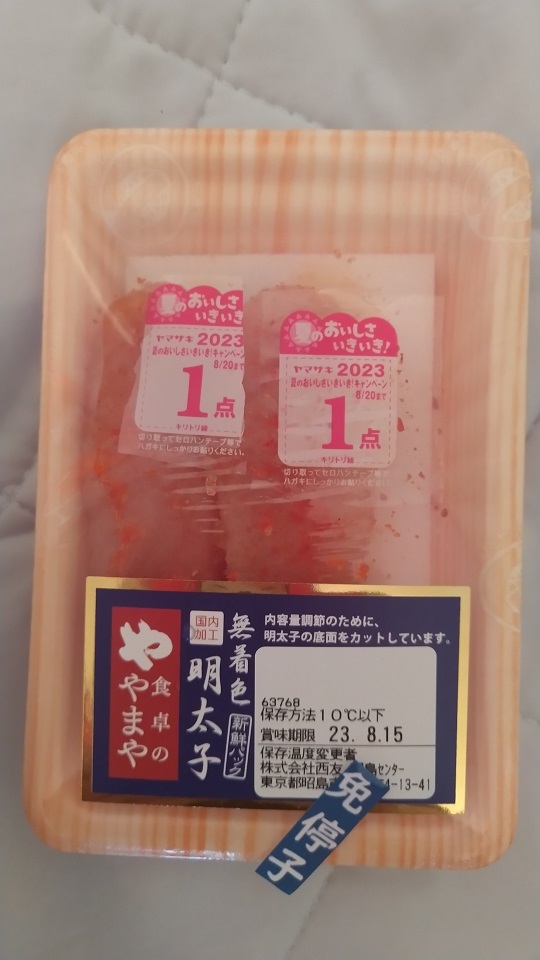 夏のおいしさ
いきいき
ヤマザキ 2023
夏のおいしさいきいき!キャンペーン
8/20まで
1点
キリトリ線
切り取ってセロハンテープ等で
ハガキにしっかりお貼りください。
夏のおいしさ
いきいき!
ヤマザキ 2023
夏のおいしさいきいき!キャンペーン
8/20まで
1点
キリトリ線
切り取ってセロハンテープ等で
ハガキにしっかりお貼りください。
食卓の
ややまや
国内
加工
無着色
明太子
新鮮パック
内容量調節のために、
明太子の底面をカットしています。
63768
保存方法10℃以下
賞味期限 23. 8.15
保存温度変更者
株式会社西友 島センター
東京都昭島 4-13-41
免停子